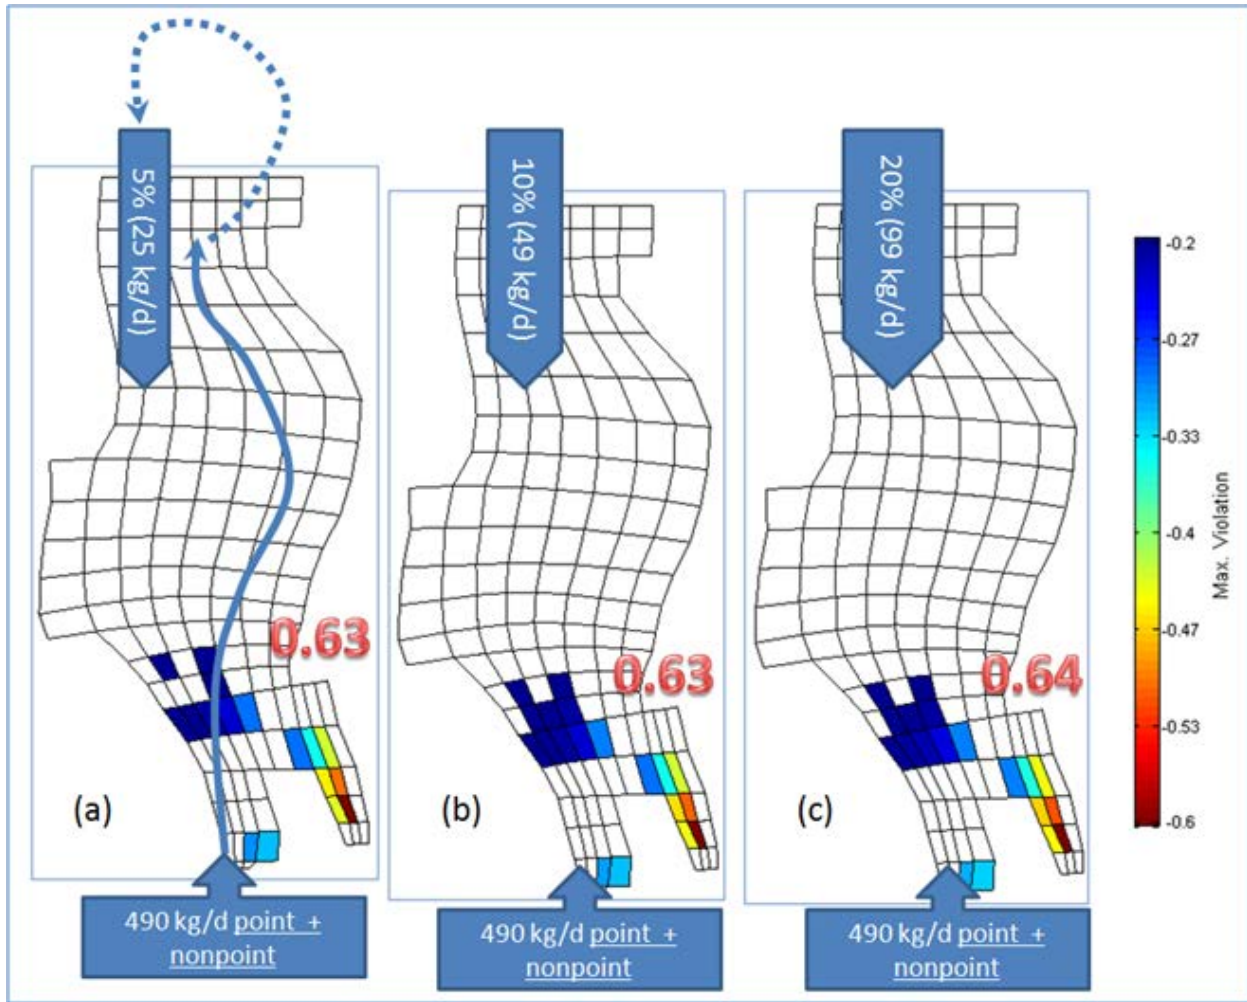 5% (25 kg/d)
10% (49 kg/d)
20% (99 kg/d)
-0.2
-0.27
-0.33
-0.4
-0.47
-0.53
-0.6
Max. Violation
0.63
0.63
0.64
(a)
(b)
(c)
490 kg/d point +
nonpoint
490 kg/d point +
nonpoint
490 kg/d point +
nonpoint